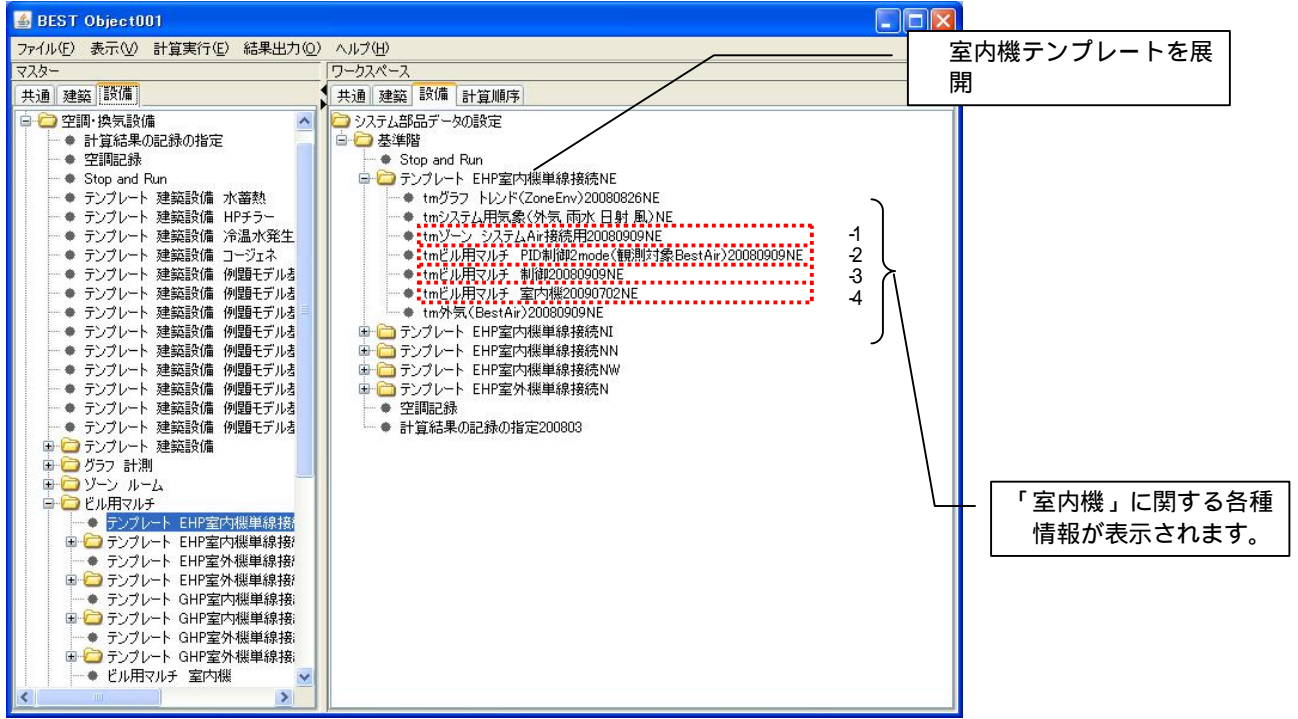 BEST Object001
ファイル(F) 表示(V) 計算実行(E) 結果出力(O) ヘルプ(H)
マスター
共通 建築 設備
空調・換気設備
計算結果の記録の指定
空調記録
Stop and Run
テンプレート 建築設備 水蓄熱
テンプレート 建築設備 HPチラー
テンプレート 建築設備 冷温水発生
テンプレート 建築設備 コージェネ
テンプレート 建築設備 例題モデル基
テンプレート 建築設備 例題モデル基
テンプレート 建築設備 例題モデル基
テンプレート 建築設備 例題モデル基
テンプレート 建築設備 例題モデル基
テンプレート 建築設備 例題モデル基
テンプレート 建築設備 例題モデル基
テンプレート 建築設備 例題モデル基
テンプレート 建築設備 例題モデル基
テンプレート 建築設備
グラフ 計測
ゾーン ルーム
ビル用マルチ
テンプレート EHP室内機単線接続
テンプレート EHP室内機単線接続
テンプレート EHP室外機単線接続
テンプレート EHP室外機単線接続
テンプレート GHP室内機単線接
テンプレート GHP室内機単線接
テンプレート GHP室外機単線接
テンプレート GHP室外機単線接
ビル用マルチ 室内機
ワークスペース
共通 建築 設備 計算順序
システム部品データの設定
基準階
Stop and Run
テンプレート EHP室内機単線接続NE
tmグラフ トレンド(ZoneEnv)20080826NE
tmシステム用気象(外気 雨水 日射 風)NE
tmゾーン システムAir接続用20080909NE
-1
tmビル用マルチ PID制御2mode(観測対象BestAir)20080909NE
-2
tmビル用マルチ 制御20080909NE
-3
tmビル用マルチ 室内機20090702NE
-4
tm外気(BestAir)20080909NE
テンプレート EHP室内機単線接続NI
テンプレート EHP室内機単線接続NN
テンプレート EHP室内機単線接続NW
テンプレート EHP室外機単線接続N
空調記録
計算結果の記録の指定200803
室内機テンプレートを展
開
「室内機」に関する各種
情報が表示されます。